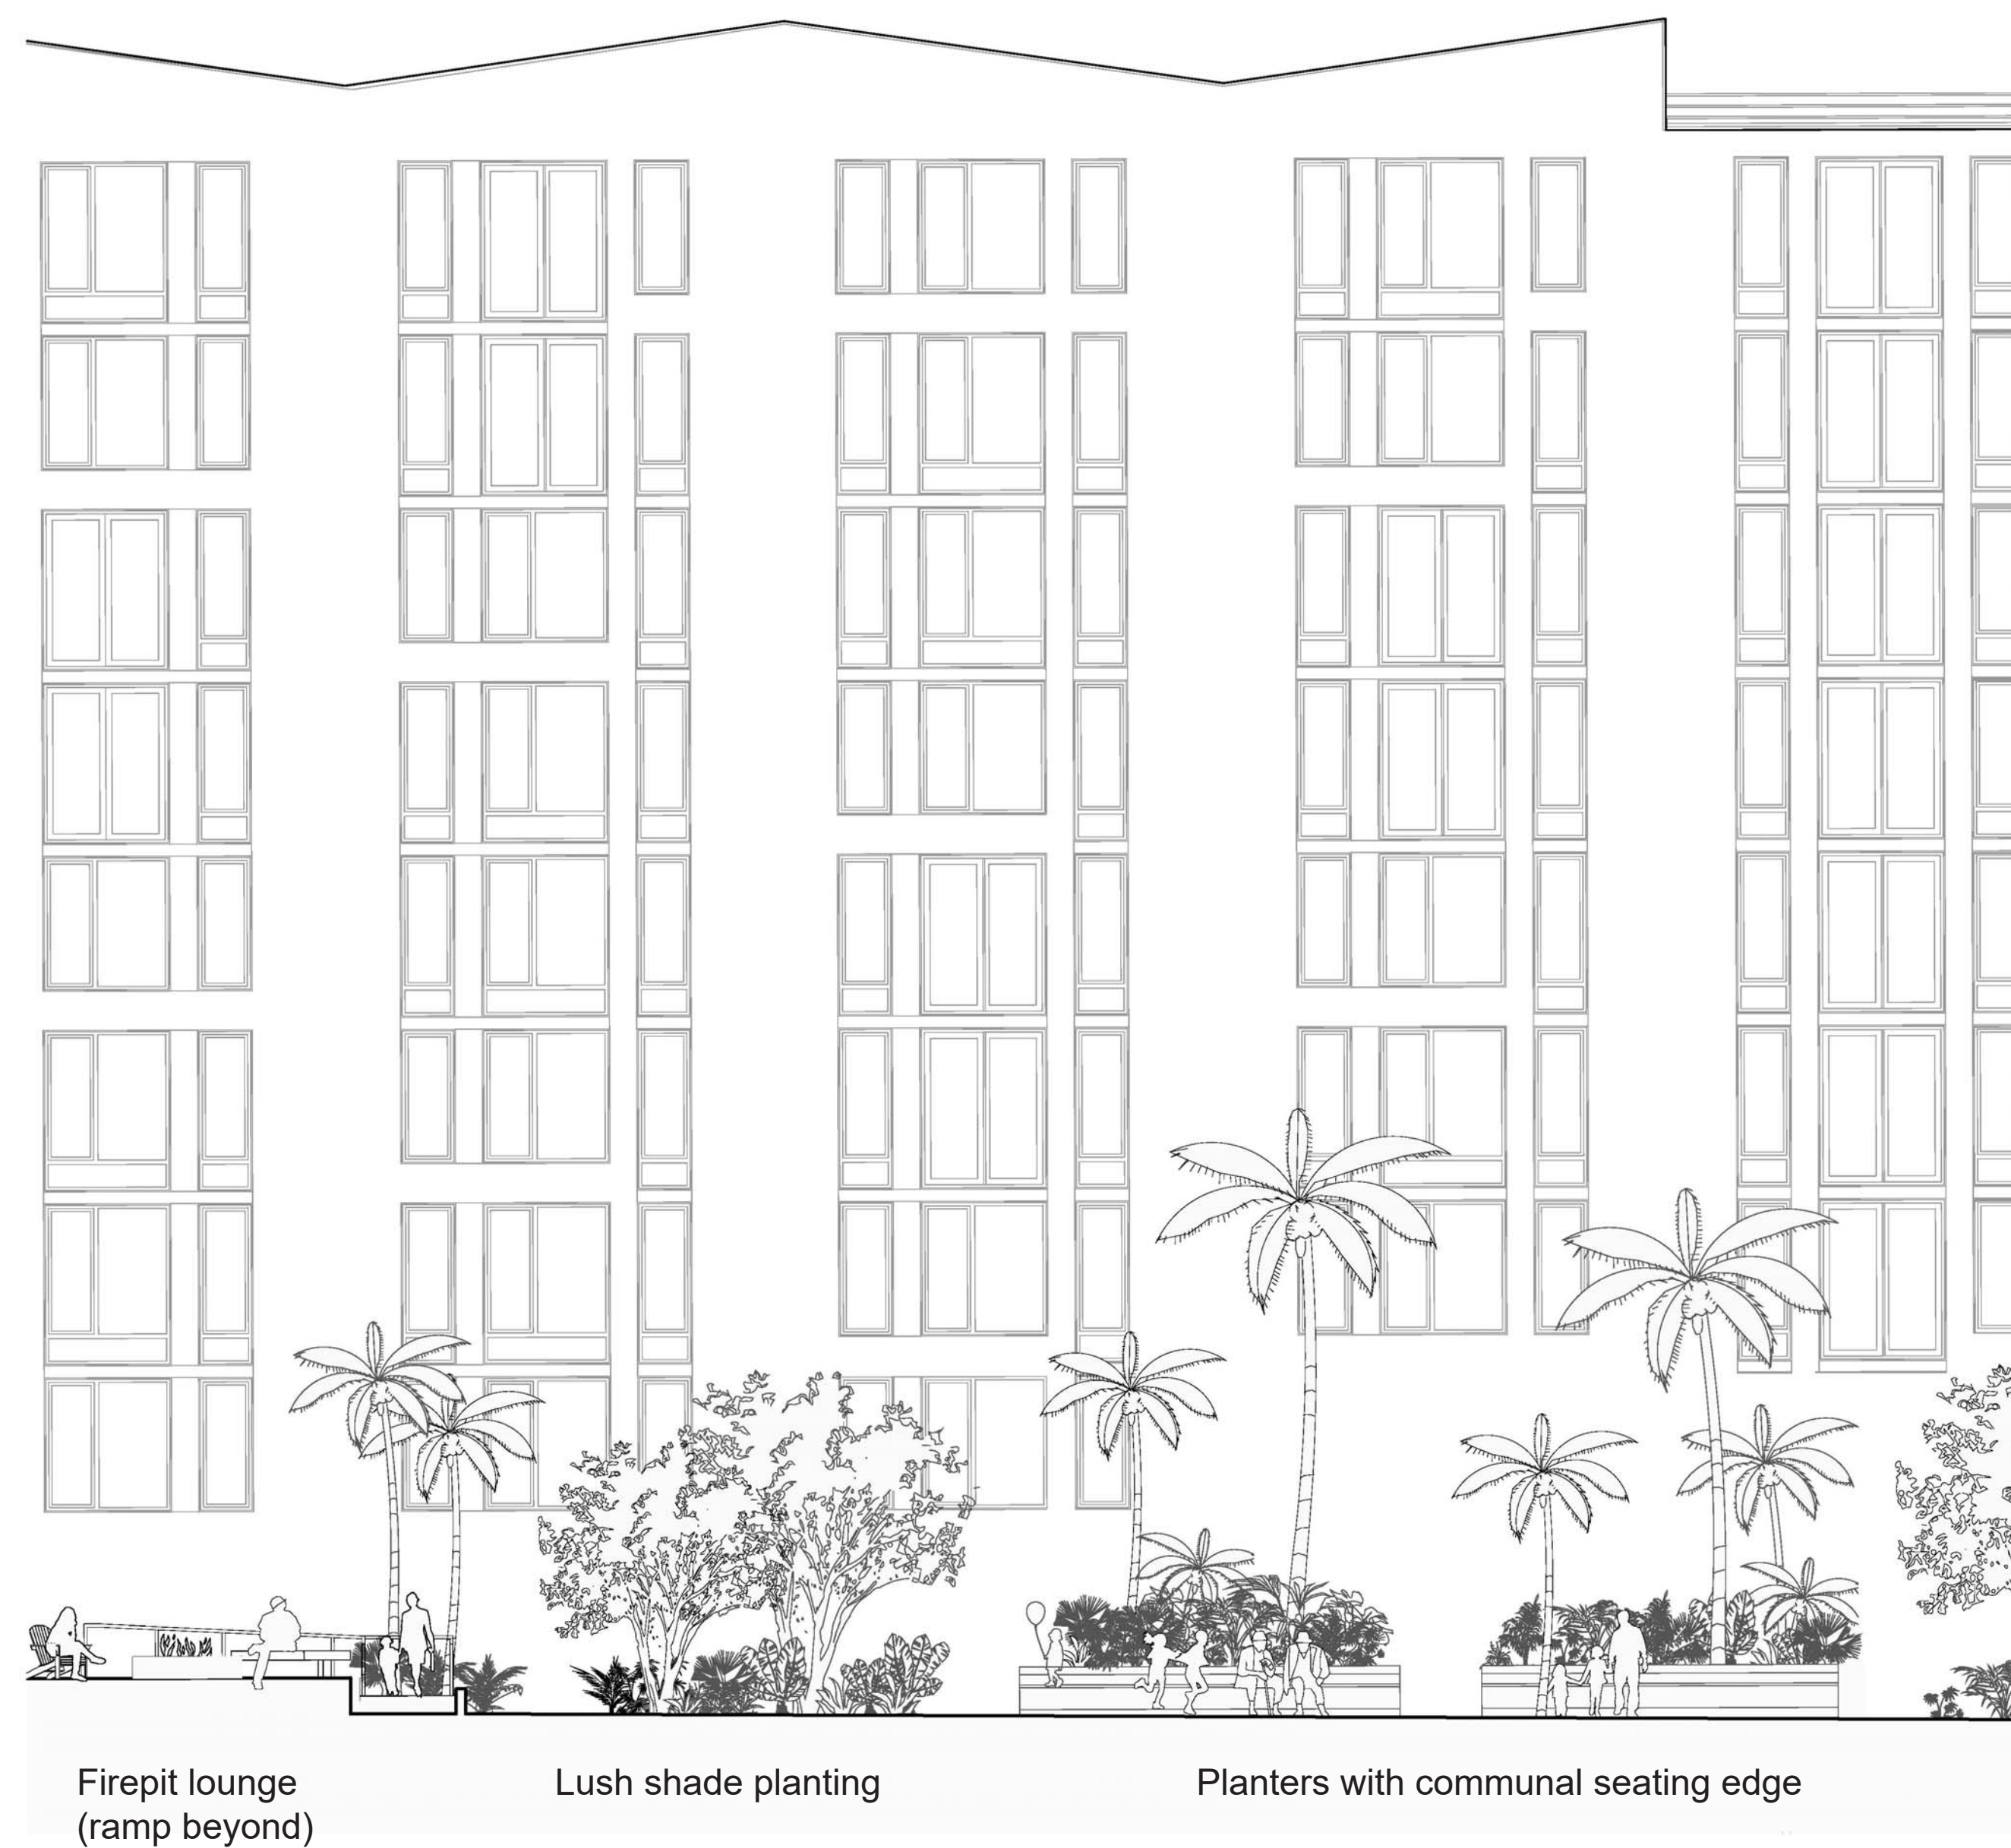 Firepit lounge
(ramp beyond)
Lush shade planting
Planters with communal seating edge